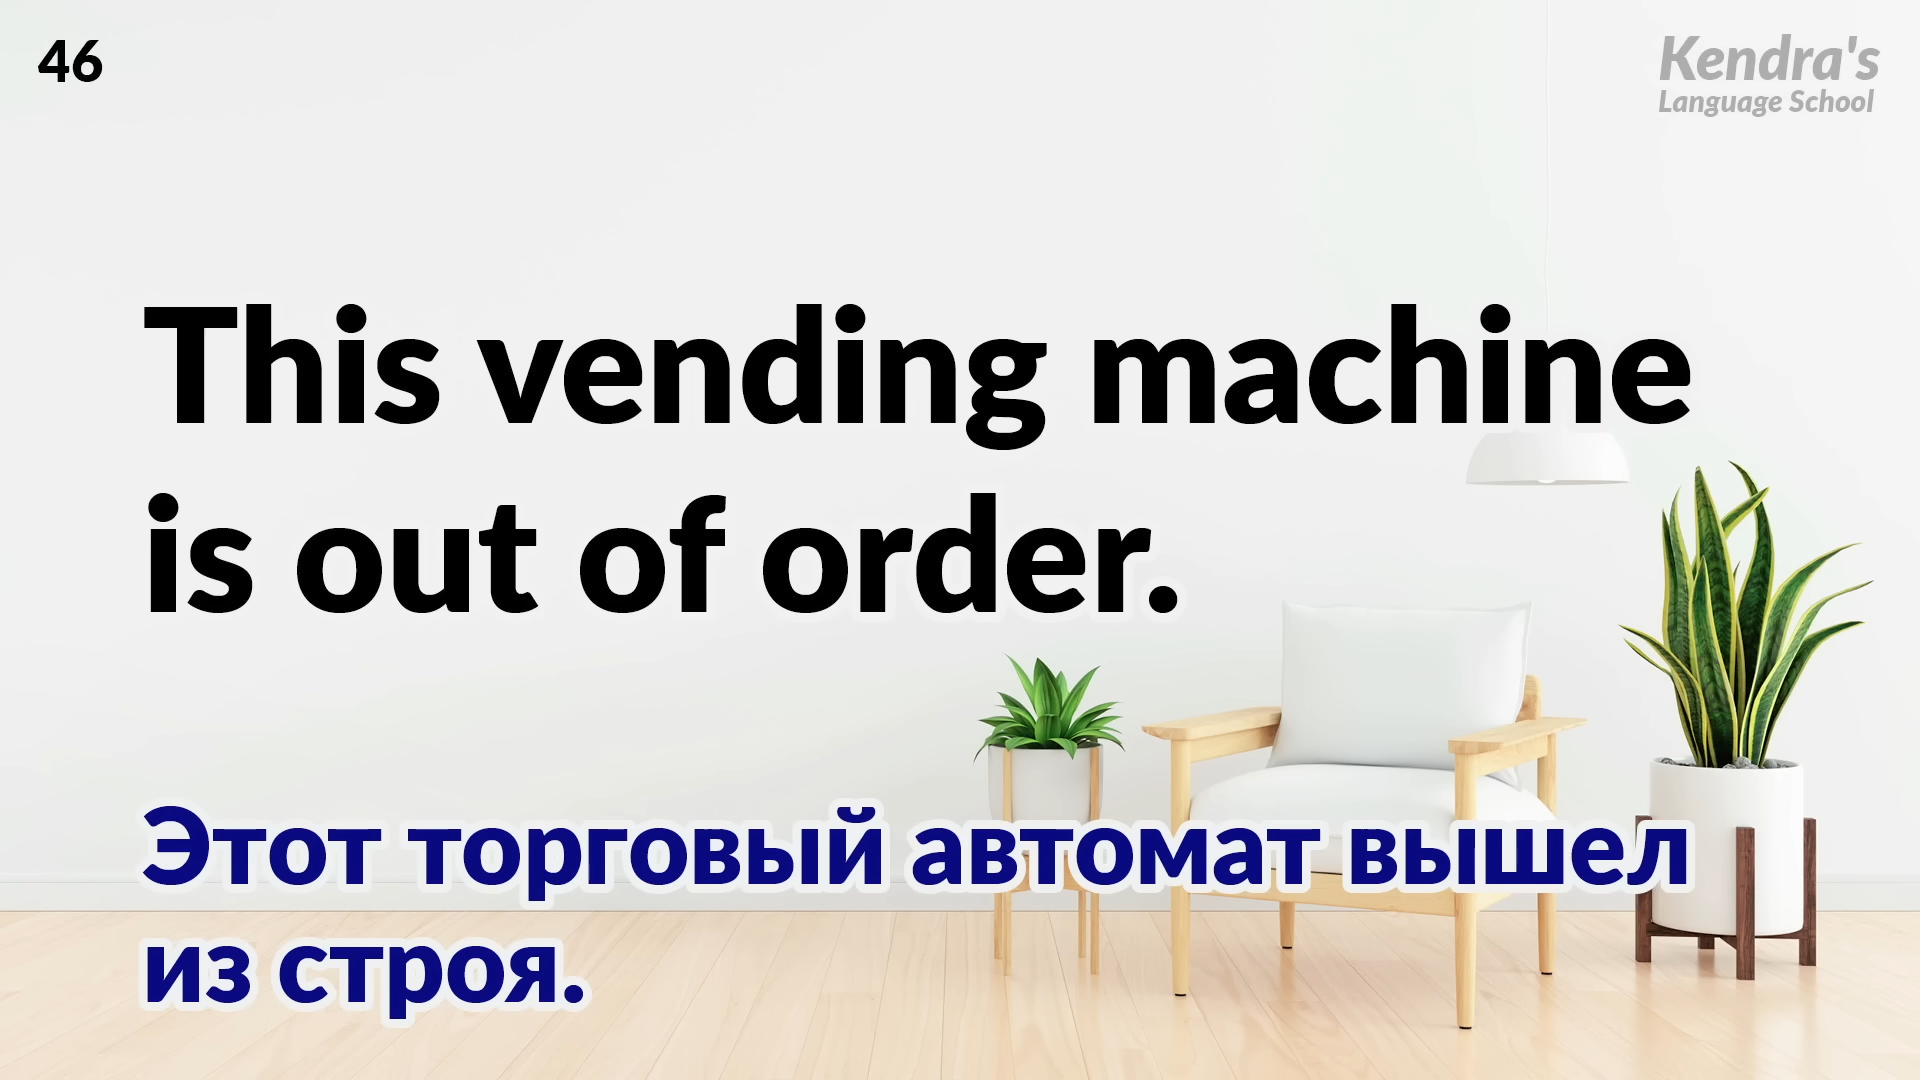 46
Kendra's
Language School
This vending machine
is out of order.
Этот торговый автомат вышел
из строя.